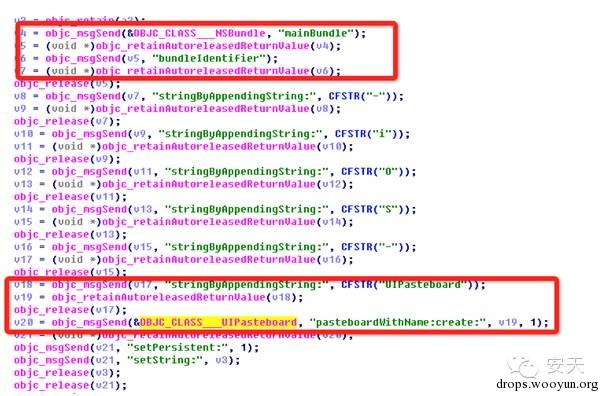 v3 = objc_retain(a3);
v4 = objc_msgSend(&OBJC_CLASS___NSBundle, "mainBundle");
v5 = (void *)objc_retainAutoreleasedReturnValue(v4);
v6 = objc_msgSend(v5, "bundleIdentifier");
v7 = (void *)objc_retainAutoreleasedReturnValue(v6);
objc_release(v5);
v8 = objc_msgSend(v7, "stringByAppendingString:", CFSTR("-"));
v9 = (void *)objc_retainAutoreleasedReturnValue(v8);
objc_release(v7);
v10 = objc_msgSend(v9, "stringByAppendingString:", CFSTR("i"));
v11 = (void *)objc_retainAutoreleasedReturnValue(v10);
objc_release(v9);
v12 = objc_msgSend(v11, "stringByAppendingString:", CFSTR("O"));
v13 = (void *)objc_retainAutoreleasedReturnValue(v12);
objc_release(v11);
v14 = objc_msgSend(v13, "stringByAppendingString:", CFSTR("S"));
v15 = (void *)objc_retainAutoreleasedReturnValue(v14);
objc_release(v13);
v16 = objc_msgSend(v15, "stringByAppendingString:", CFSTR("-"));
v17 = (void *)objc_retainAutoreleasedReturnValue(v16);
objc_release(v15);
v18 = objc_msgSend(v17, "stringByAppendingString:", CFSTR("UIPasteboard"));
v19 = objc_retainAutoreleasedReturnValue(v18);
objc_release(v17);
v20 = objc_msgSend(&OBJC_CLASS___UIPasteboard, "pasteboardWithName:create:", v19, 1);
v21 = (void *)objc_retainAutoreleasedReturnValue(v20);
objc_msgSend(v21, "setPersistent:", 1);
objc_msgSend(v21, "setString:", v3);
objc_release(v3);
objc_release(v21);
安天
drops.wooyun.org